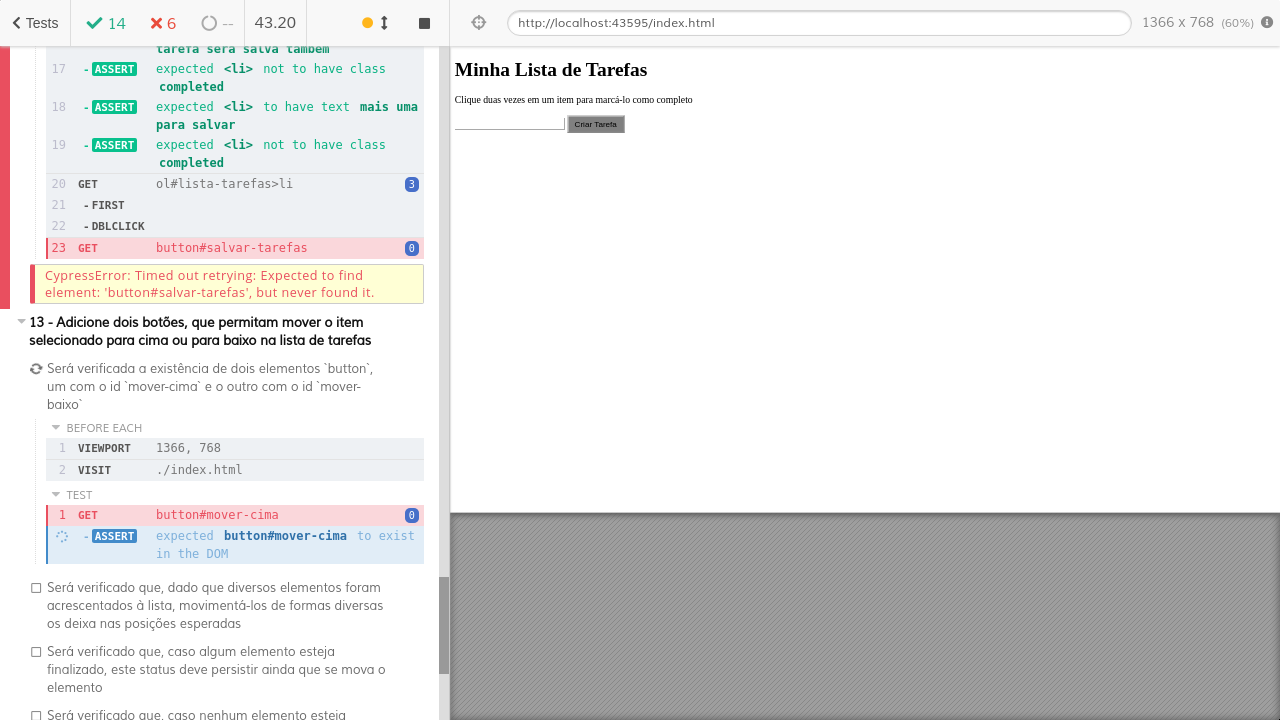 Tests
14
6
--
43.20
http://localhost:43595/index.html
1366 x 768 (60%)
tarefa será salva também
17 -ASSERT expected <li> not to have class
completed
18 -ASSERT expected <li> to have text mais uma
para salvar
19 -ASSERT expected <li> not to have class
completed
20 GET ol#lista-tarefas>li 3
21 -FIRST
22 -DBLCLICK
23 GET button#salvar-tarefas 0
CypressError: Timed out retrying: Expected to find
element: 'button#salvar-tarefas', but never found it.
13 - Adicione dois botões, que permitam mover o item
selecionado para cima ou para baixo na lista de tarefas
Será verificada a existência de dois elementos `button`,
um com o id `mover-cima` e o outro com o id `mover-
baixo`
BEFORE EACH
1 VIEWPORT 1366, 768
2 VISIT ./index.html
TEST
1 GET button#mover-cima 0
-ASSERT expected button#mover-cima to exist
in the DOM
Será verificado que, dado que diversos elementos foram
acrescentados à lista, movimentá-los de formas diversas
os deixa nas posições esperadas
Será verificado que, caso algum elemento esteja
finalizado, este status deve persistir ainda que se mova o
elemento
Será verificado que, caso nenhum elemento esteja
Minha Lista de Tarefas
Clique duas vezes em um item para marcá-lo como completo
Criar Tarefa